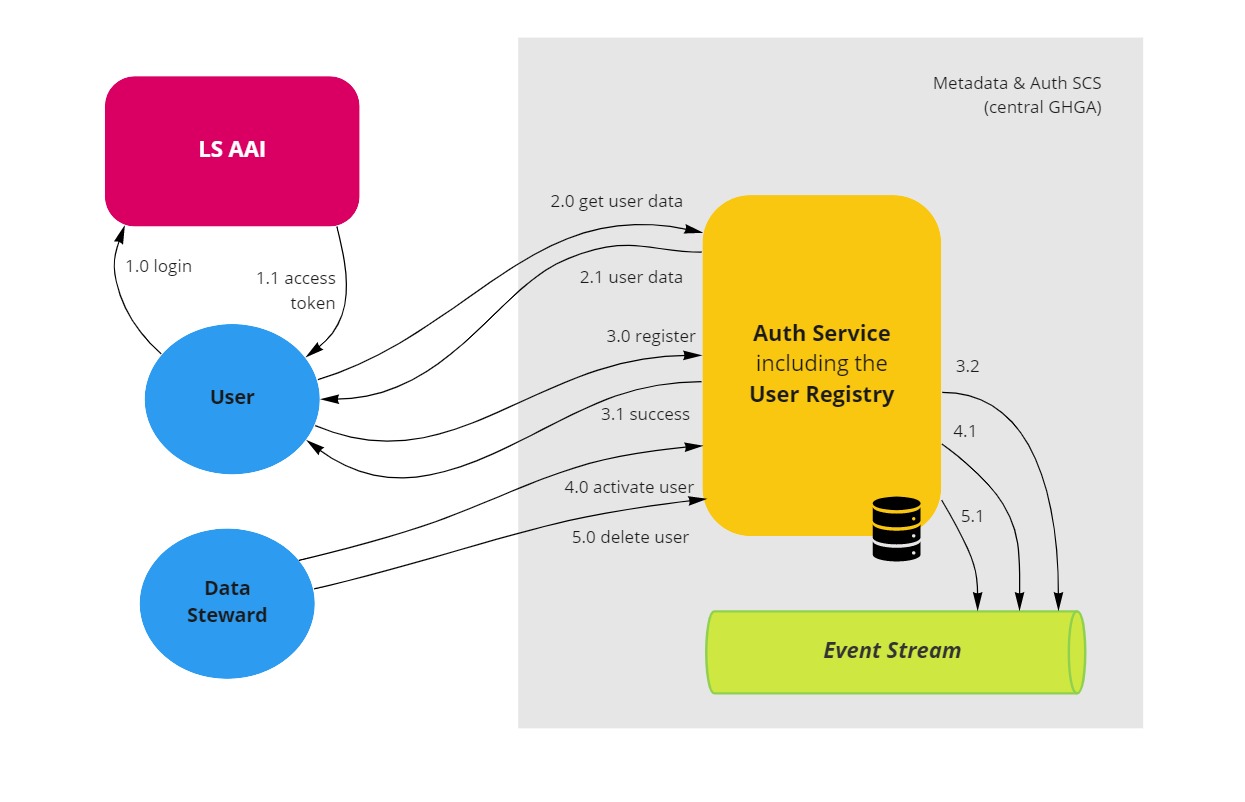 Metadata & Auth SCS
(central GHGA)
LS AAI
1.0 login
1.1 access
token
User
Data
Steward
2.0 get user data
2.1 user data
3.0 register
3.1 success
4.0 activate user
5.0 delete user
Auth Service
including the
User Registry
3.2
4.1
5.1
Event Stream